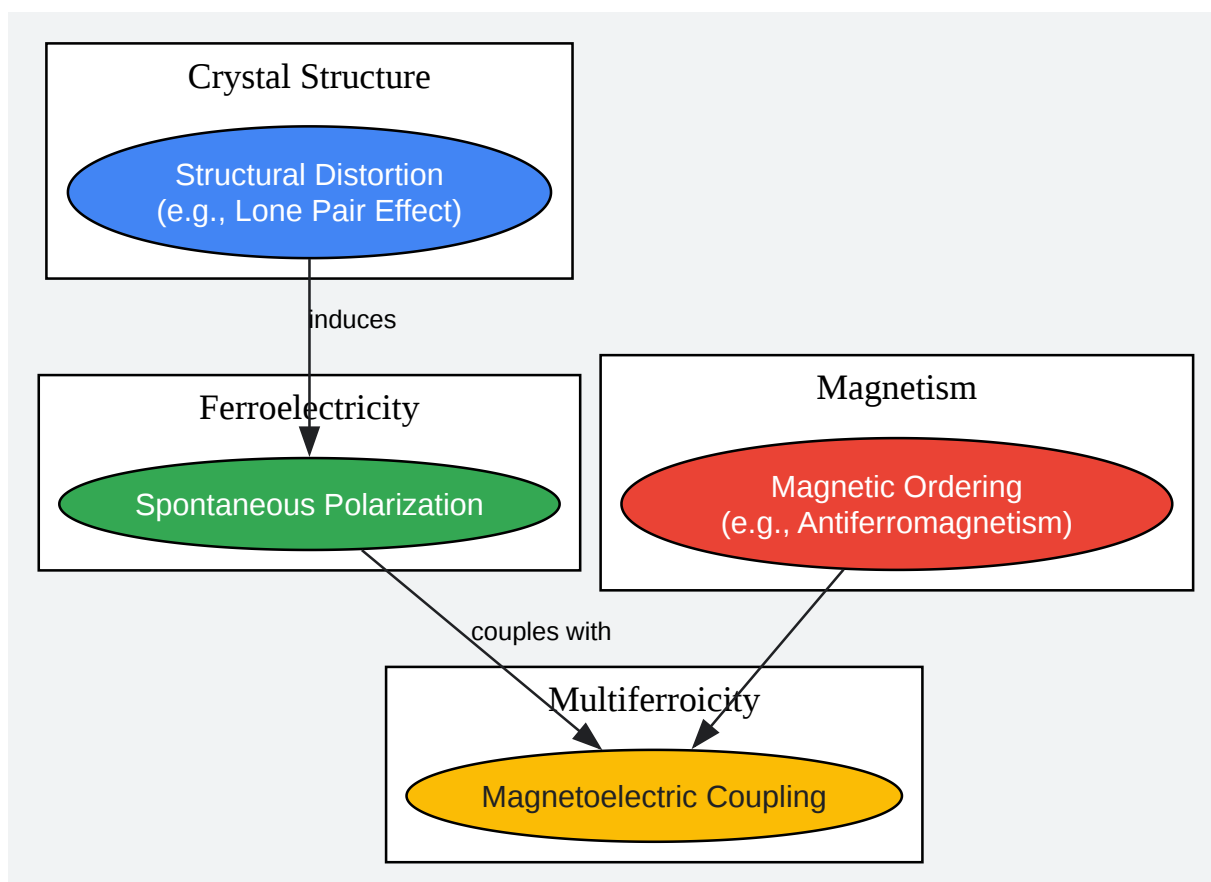 Crystal Structure
Structural Distortion
(e.g., Lone Pair Effect)
induces
Ferroelectricity
Spontaneous Polarization
Magnetism
Magnetic Ordering
(e.g., Antiferromagnetism)
couples with
Multiferroicity
Magnetoelectric Coupling